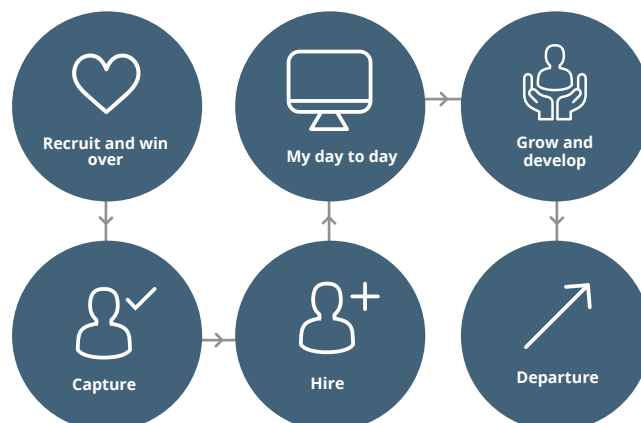 Recruit and win
over
My day to day
Grow and
develop
Capture
Hire
Departure